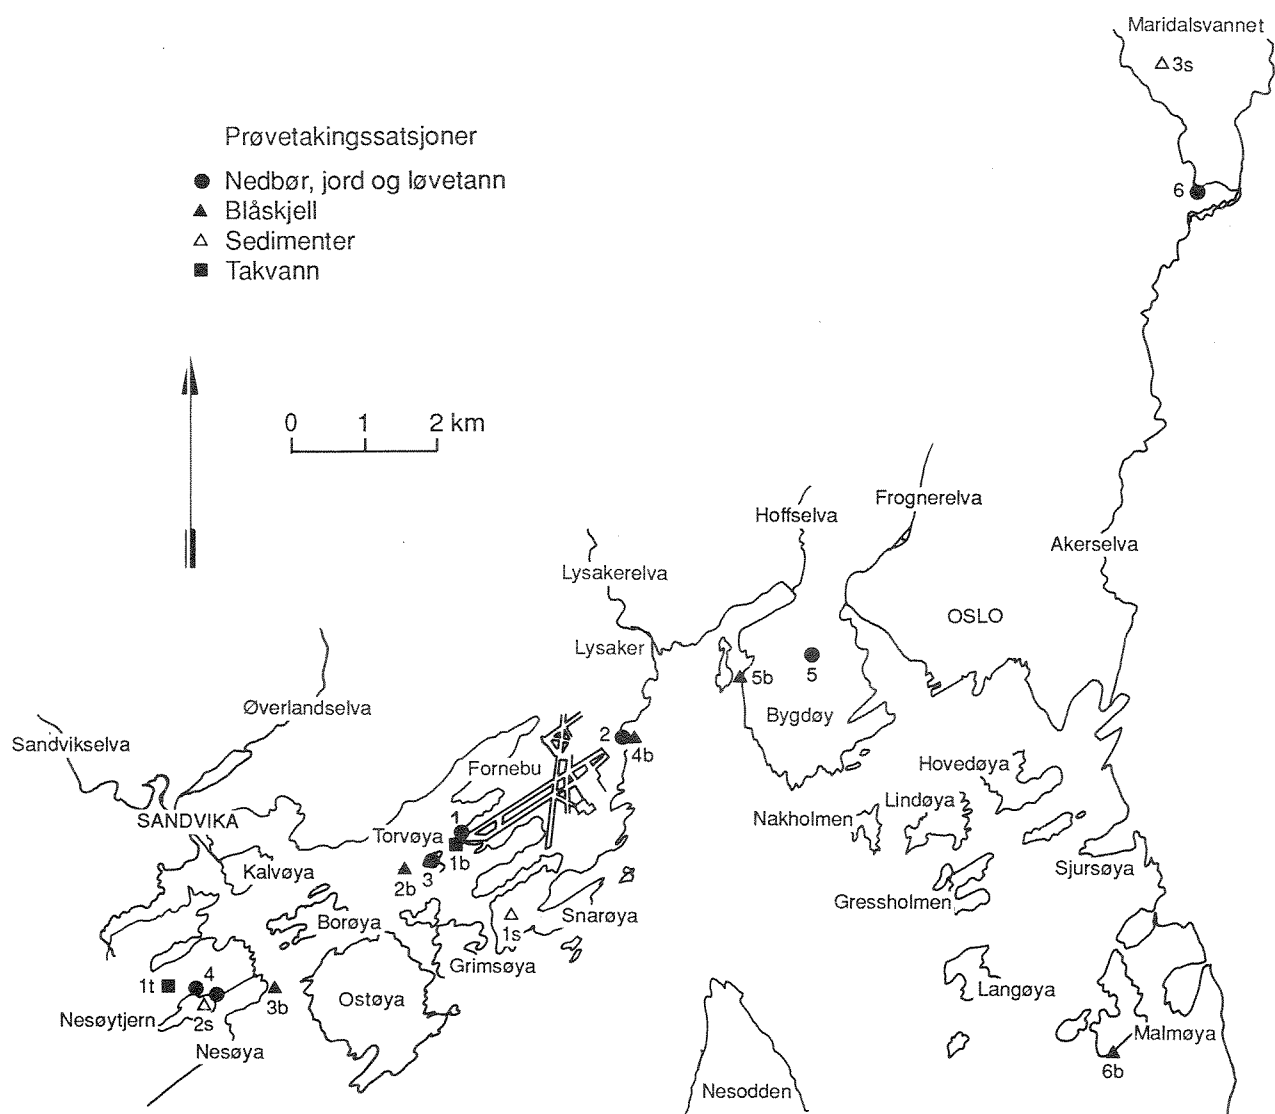 Maridalsvannet
3s
Prøvetakingssatsjoner
Nedbør, jord og løvetann
Blåskjell
Sedimenter
Takvann
6
0 1 2 km
Frognerelva
Hoffselva
Akerselva
Lysakerelva
OSLO
Lysaker
5
5b
Øverlandselva
Bygdøy
Sandvikselva
2
4b
Fornebu
Hovedøya
Lindøya
SANDVIKA
Nakholmen
Torvøya
1
1b
Kalvøya
3
2b
Sjursøya
Gressholmen
Borøya
Snarøya
1s
Grimsøya
4
1t
Ostøya
Langøya
3b
Nesøytjern
2s
Malmøya
Nesøya
6b
Nesodden